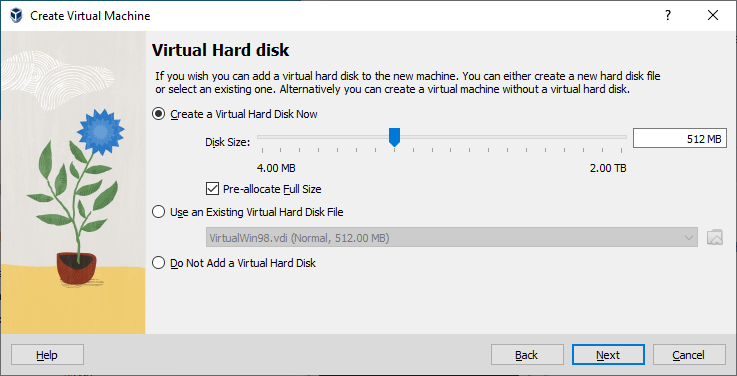 Create Virtual Machine
Virtual Hard disk
If you wish you can add a virtual hard disk to the new machine. You can either create a new hard disk file
or select an existing one. Alternatively you can create a virtual machine without a virtual hard disk.
Create a Virtual Hard Disk Now
Disk Size:
512 MB
4.00 MB
2.00 TB
Pre-allocate Full Size
Use an Existing Virtual Hard Disk File
VirtualWin98.vdi (Normal, 512.00 MB)
Do Not Add a Virtual Hard Disk
Help
Back
Next
Cancel